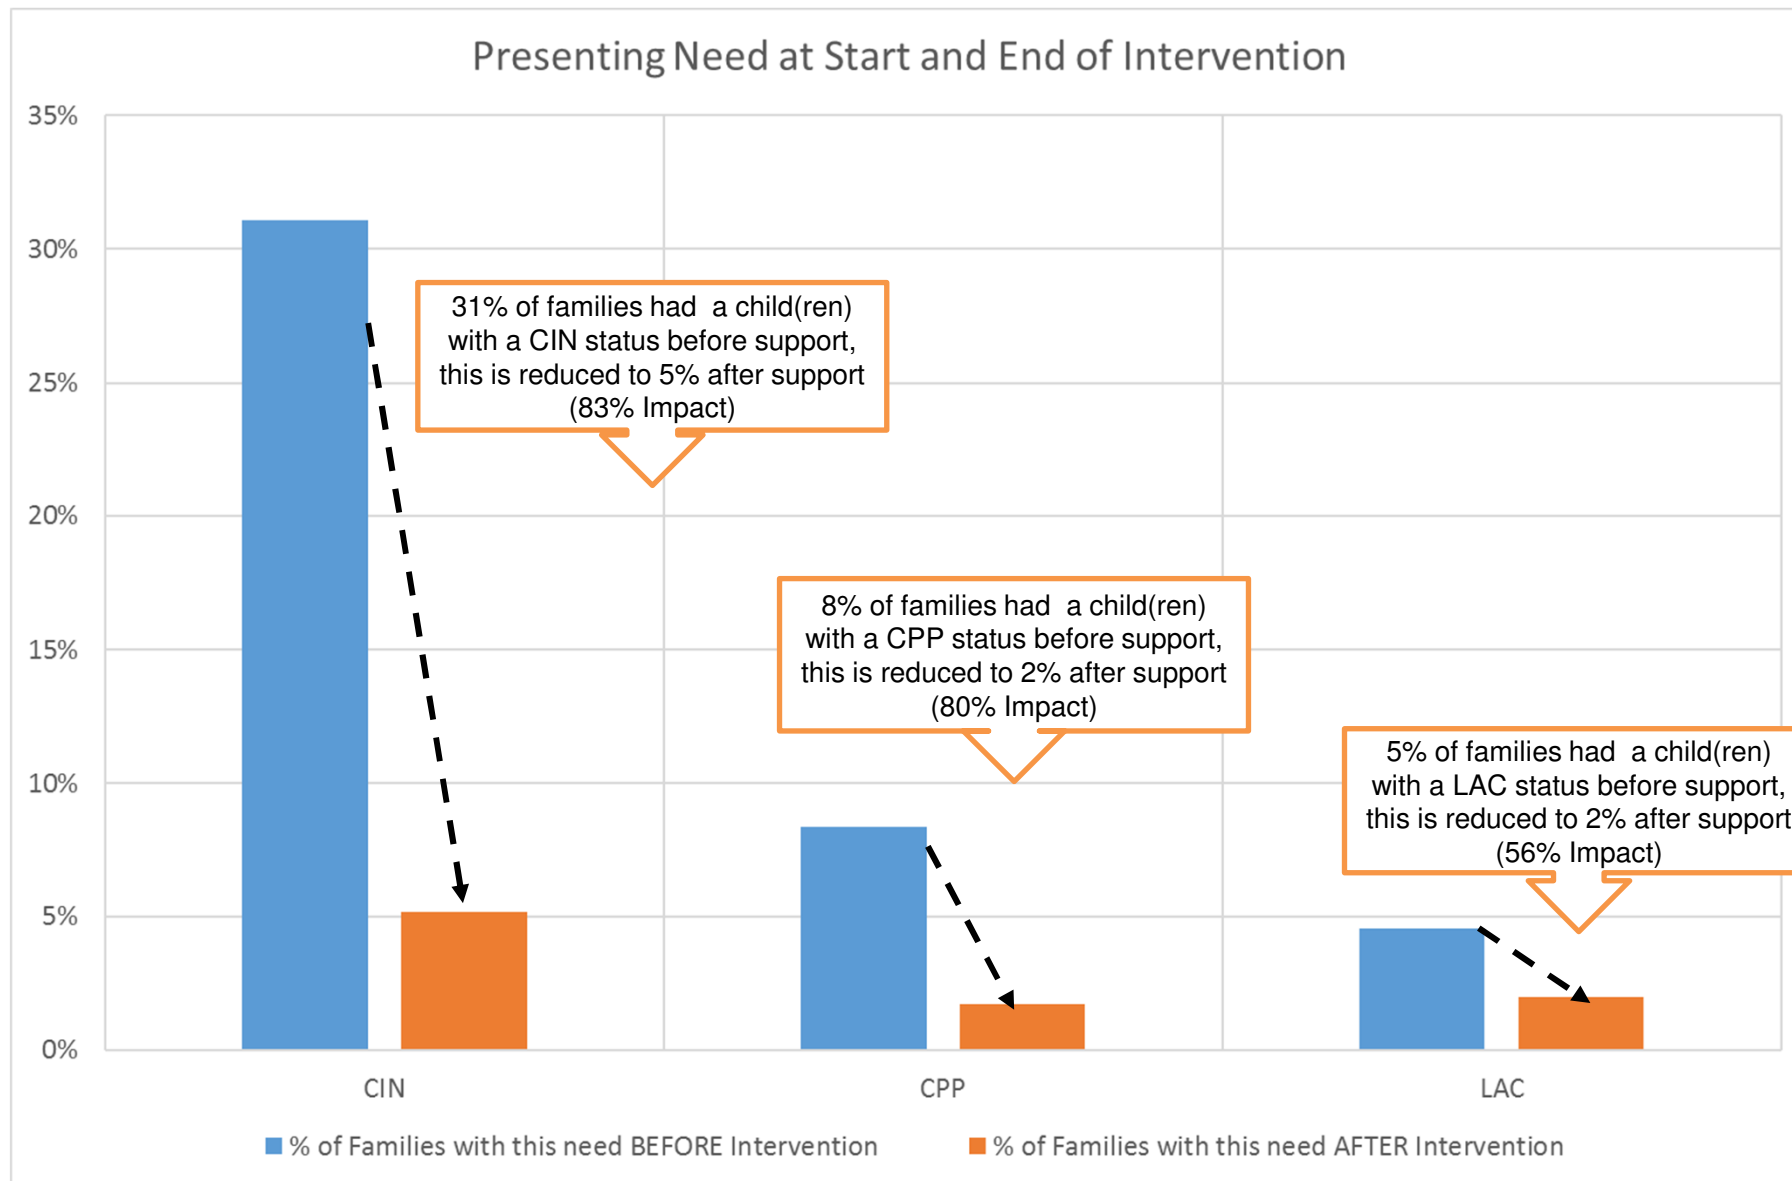 Presenting Need at Start and End of Intervention
35%
30%
25%
20%
15%
10%
5%
0%
31% of families had  a child(ren)
with a CIN status before support,
this is reduced to 5% after support
(83% Impact)
8% of families had  a child(ren)
with a CPP status before support,
this is reduced to 2% after support
(80% Impact)
5% of families had  a child(ren)
with a LAC status before support,
this is reduced to 2% after support
(56% Impact)
CIN
CPP
LAC
% of Families with this need BEFORE Intervention
% of Families with this need AFTER Intervention